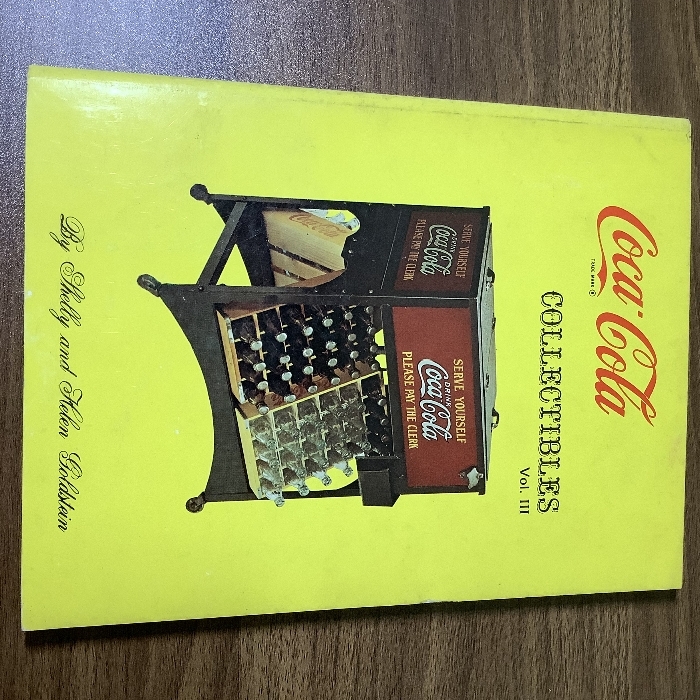 Coca-Cola
TRADE MARK ®
COLLECTIBLES
Vol. III
SERVE YOURSELF
DRINK
Coca-Cola
PLEASE PAY THE CLERK
SERVE YOURSELF
DRINK
Coca-Cola
PLEASE PAY THE CLERK
Coca-Cola
By Shelly and Helen Goldstein